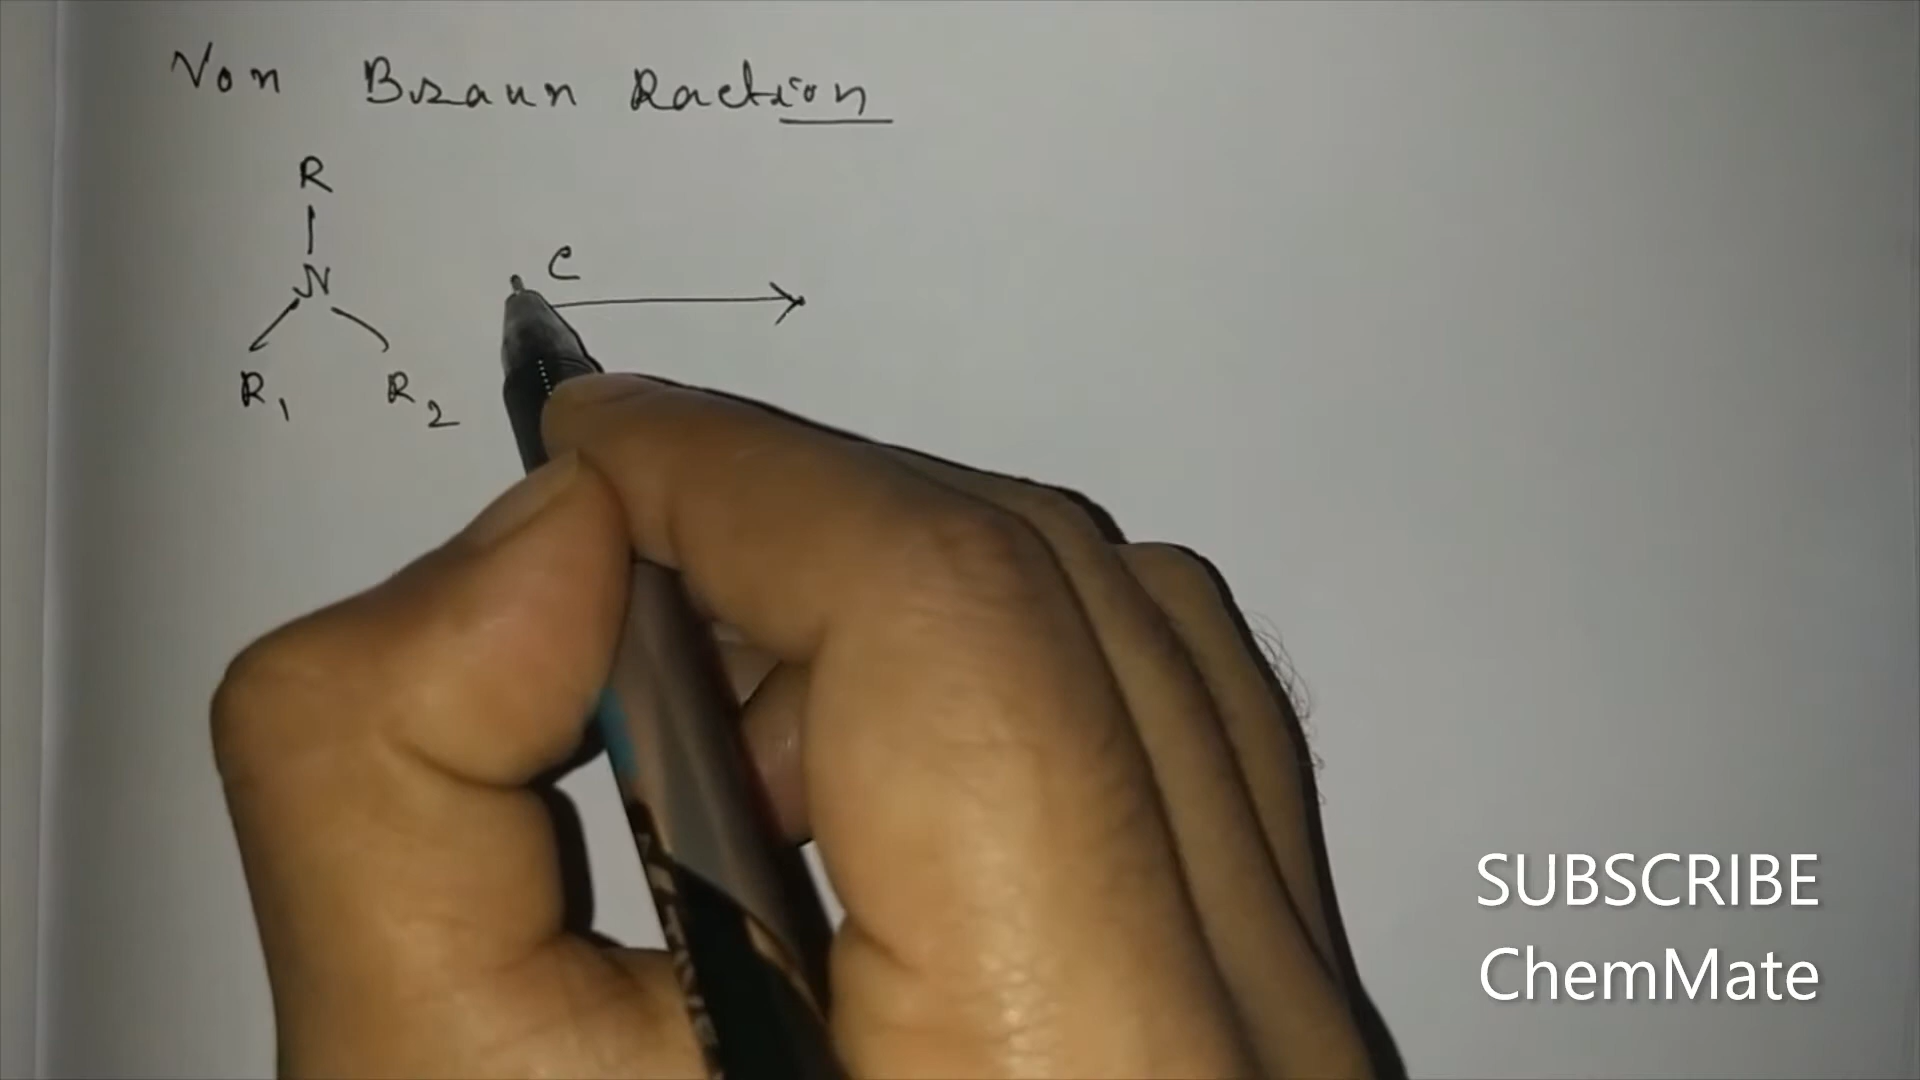 Von Braun Raction
R
N
C
R1 R2
SUBSCRIBE
ChemMate